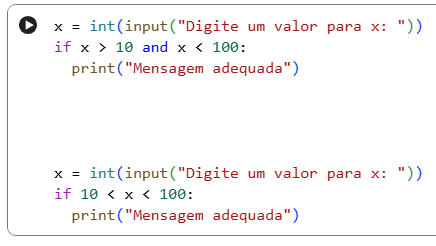 x = int(input("Digite um valor para x: "))
if x > 10 and x < 100:
  print("Mensagem adequada")
x = int(input("Digite um valor para x: "))
if 10 < x < 100:
  print("Mensagem adequada")